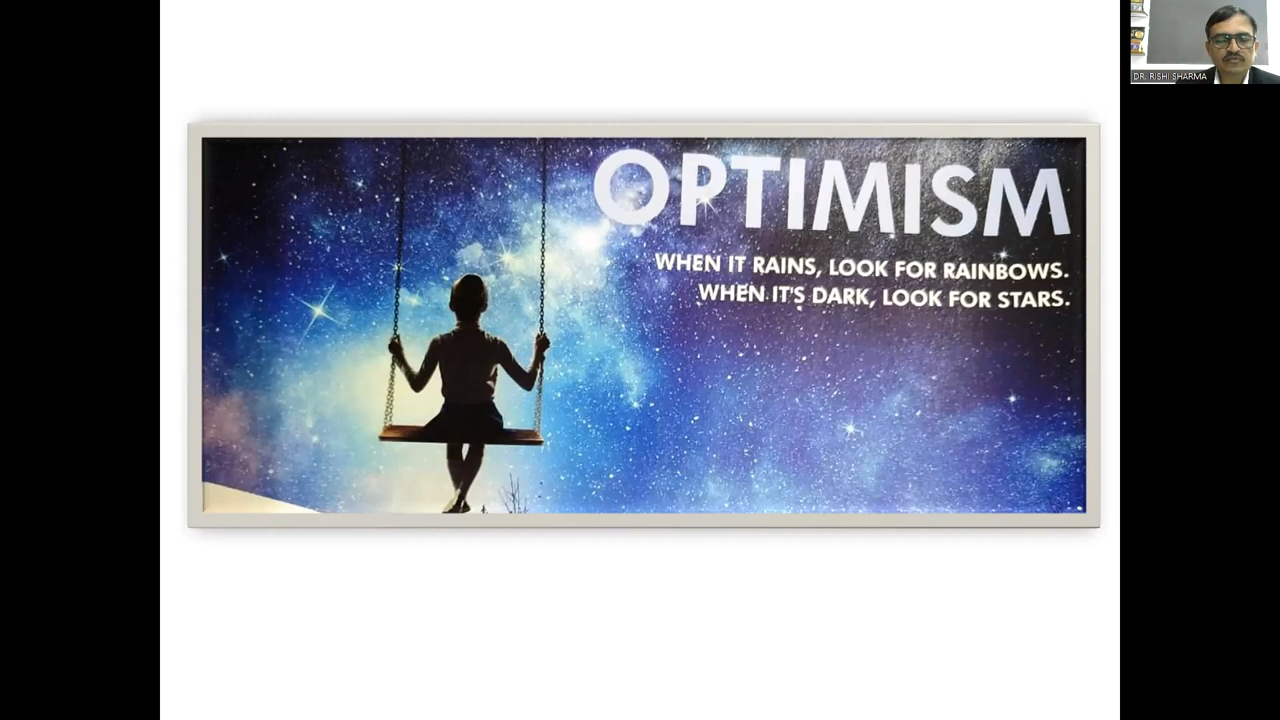 DR. RISHI SHARMA
OPTIMISM
WHEN IT RAINS, LOOK FOR RAINBOWS.
WHEN IT'S DARK, LOOK FOR STARS.